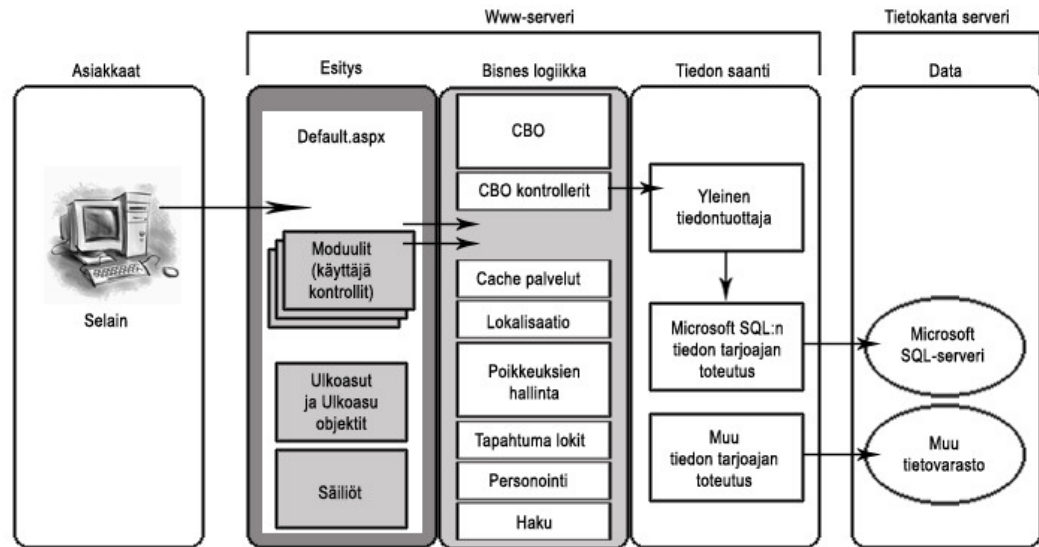 Www-serveri
Tietokanta serveri
Asiakkaat
Esitys
Bisnes logiikka
Tiedon saanti
Data
Selain
Default.aspx
Moduulit
(käyttäjä
kontrollit)
Ulkoasut
ja Ulkoasu
objektit
Säiliöt
CBO
CBO kontrollerit
Cache palvelut
Lokalisaatio
Poikkeuksien
hallinta
Tapahtuma lokit
Personointi
Haku
Yleinen
tiedontuottaja
Microsoft SQL:n
tiedon tarjoajan
toteutus
Muu
tiedon tarjoajan
toteutus
Microsoft
SQL-serveri
Muu
tietovarasto